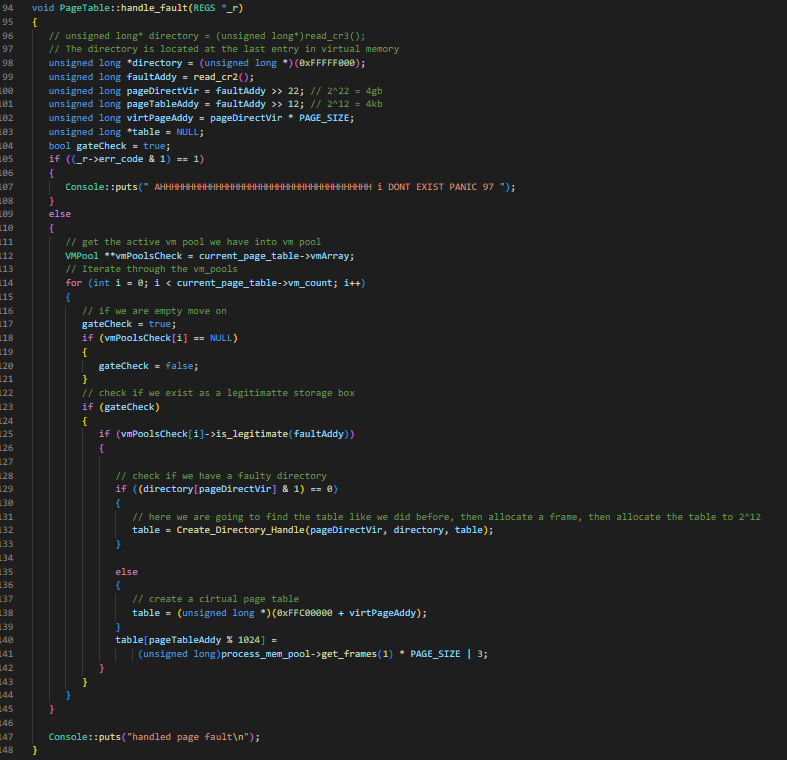 94 void PageTable::handle_fault(REGS *_r)
95 {
96 // unsigned long* directory = (unsigned long*)read_cr3();
97 // The directory is located at the last entry in virtual memory
98 unsigned long *directory = (unsigned long *)(0xFFFFF000);
99 unsigned long faultAddy = read_cr2();
100 unsigned long pageDirectVir = faultAddy >> 22; // 2^22 = 4gb
101 unsigned long pageTableAddy = faultAddy >> 12; // 2^12 = 4kb
102 unsigned long virtPageAddy = pageDirectVir * PAGE_SIZE;
103 unsigned long *table = NULL;
104 bool gateCheck = true;
105 if ((_r->err_code & 1) == 1)
106 {
107 Console::puts(" AHHHHHHHHHHHHHHHHHHHHHHHHHHHHHHHHHHHHHHH i DONT EXIST PANIC 97 ");
108 }
109 else
110 {
111 // get the active vm pool we have into vm pool
112 VMPool **vmPoolsCheck = current_page_table->vmArray;
113 // Iterate through the vm_pools
114 for (int i = 0; i < current_page_table->vm_count; i++)
115 {
116 // if we are empty move on
117 gateCheck = true;
118 if (vmPoolsCheck[i] == NULL)
119 {
120 gateCheck = false;
121 }
122 // check if we exist as a legitimatte storage box
123 if (gateCheck)
124 {
125 if (vmPoolsCheck[i]->is_legitimate(faultAddy))
126 {
127
128 // check if we have a faulty directory
129 if ((directory[pageDirectVir] & 1) == 0)
130 {
131 // here we are going to find the table like we did before, then allocate a frame, then allocate the table to 2^12
132 table = Create_Directory_Handle(pageDirectVir, directory, table);
133 }
134
135 else
136 {
137 // create a cirtual page table
138 table = (unsigned long *)(0xFFC00000 + virtPageAddy);
139 }
140 table[pageTableAddy % 1024] =
141 (unsigned long)process_mem_pool->get_frames(1) * PAGE_SIZE | 3;
142 }
143 }
144 }
145 }
146
147 Console::puts("handled page fault\n");
148 }